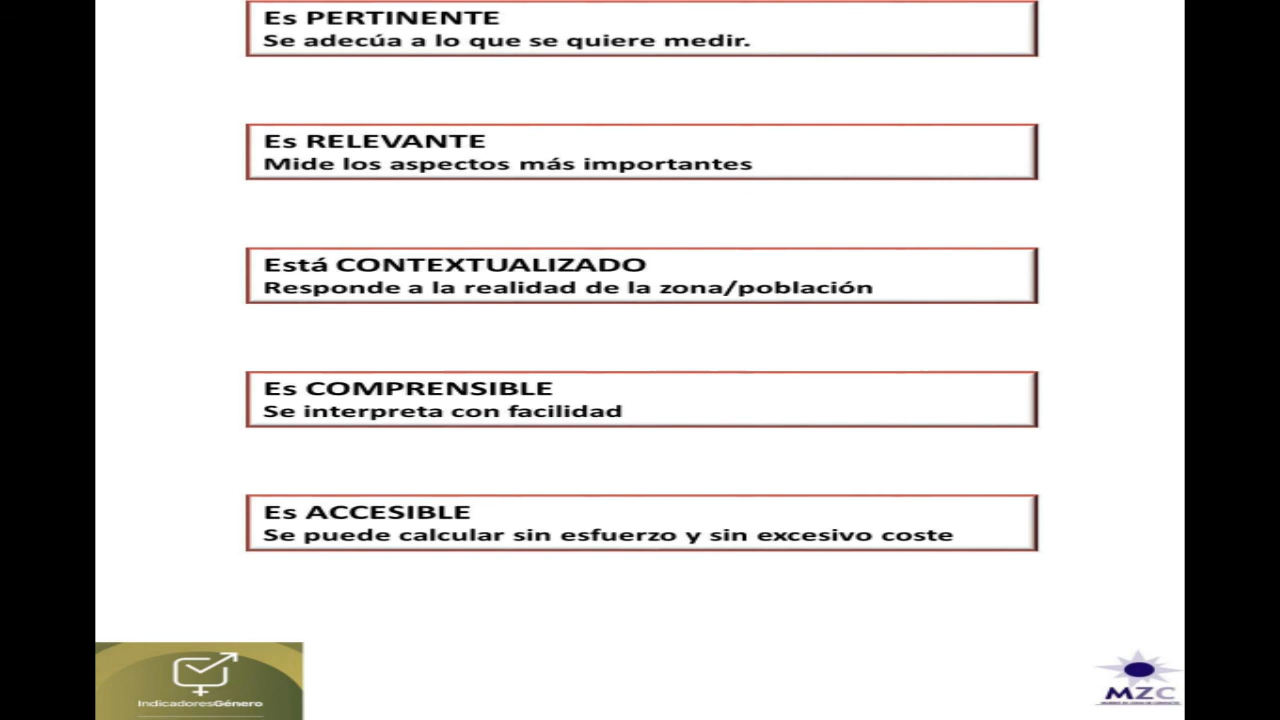 Es PERTINENTE
Se adecúa a lo que se quiere medir.
Es RELEVANTE
Mide los aspectos más importantes
Está CONTEXTUALIZADO
Responde a la realidad de la zona/población
Es COMPRENSIBLE
Se interpreta con facilidad
Es ACCESIBLE
Se puede calcular sin esfuerzo y sin excesivo coste
IndicadoresGénero
MZC